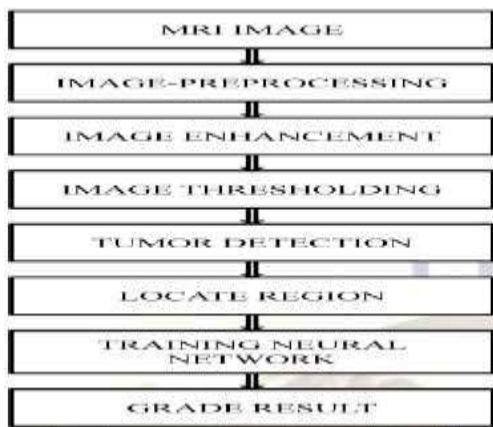 MRI IMAGE
IMAGE-PREPROCESSING
IMAGE ENHANCEMENT
IMAGE THRESHOLDING
TUMOR DETECTION
LOCATE REGION
TRAINING NEURAL
NETWORK
GRADE RESULT